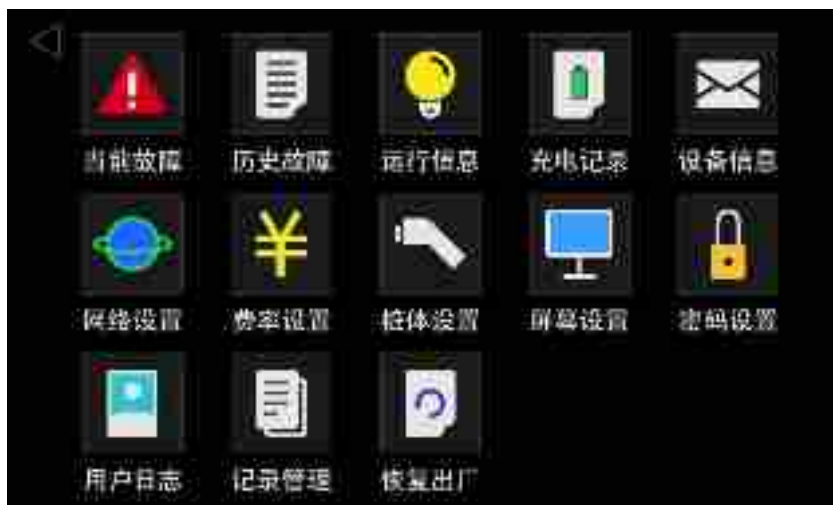 当前故障 历史故障 运行信息 充电记录 设备信息
网络设置 费率设置 桩体设置 屏幕设置 密码设置
用户日志 记录管理 恢复出厂